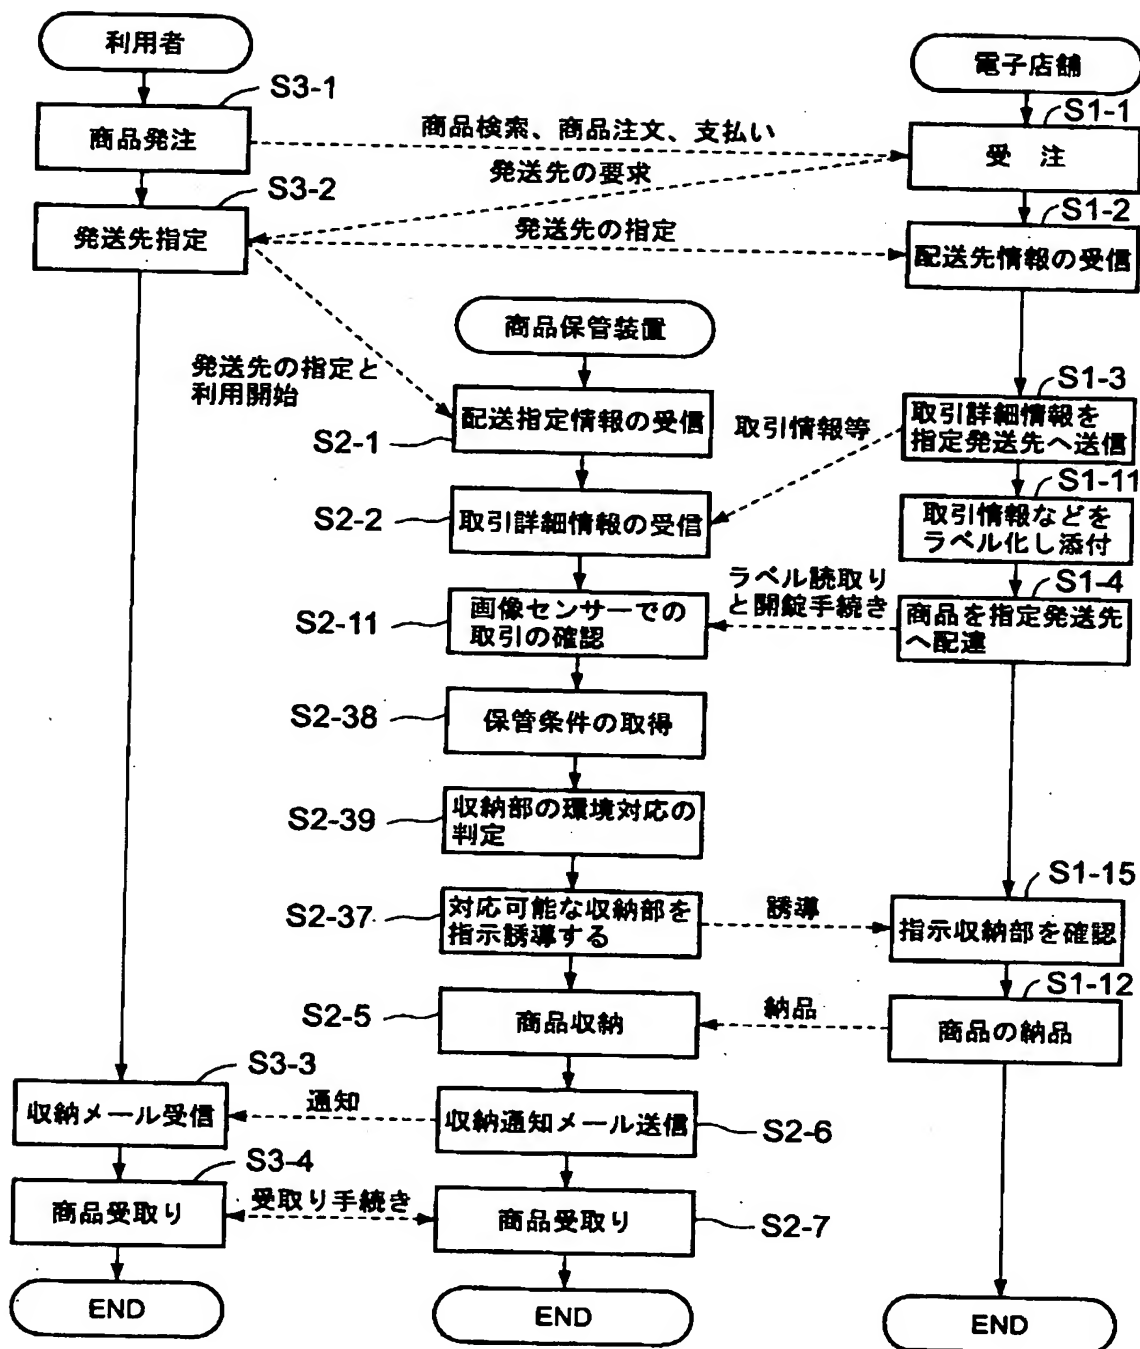 利用者
電子店舗
S3-1
S1-1
商品発注
商品検索、商品注文、支払い
受 注
発送先の要求
S3-2
S1-2
発送先指定
発送先の指定
配送先情報の受信
商品保管装置
発送先の指定と
利用開始
S1-3
配送指定情報の受信
取引情報等
取引詳細情報を
指定発送先へ送信
S2-1
S1-11
S2-2
取引詳細情報の受信
取引情報などを
ラベル化し添付
ラベル読取り
と開錠手続き
S1-4
S2-11
画像センサーでの
取引の確認
商品を指定発送先
へ配達
S2-38
保管条件の取得
S2-39
収納部の環境対応の
判定
S1-15
S2-37
対応可能な収納部を
指示誘導する
誘導
指示収納部を確認
S1-12
S2-5
商品収納
納品
商品の納品
S3-3
収納メール受信
通知
収納通知メール送信
S2-6
S3-4
商品受取り
受取り手続き
商品受取り
S2-7
END
END
END